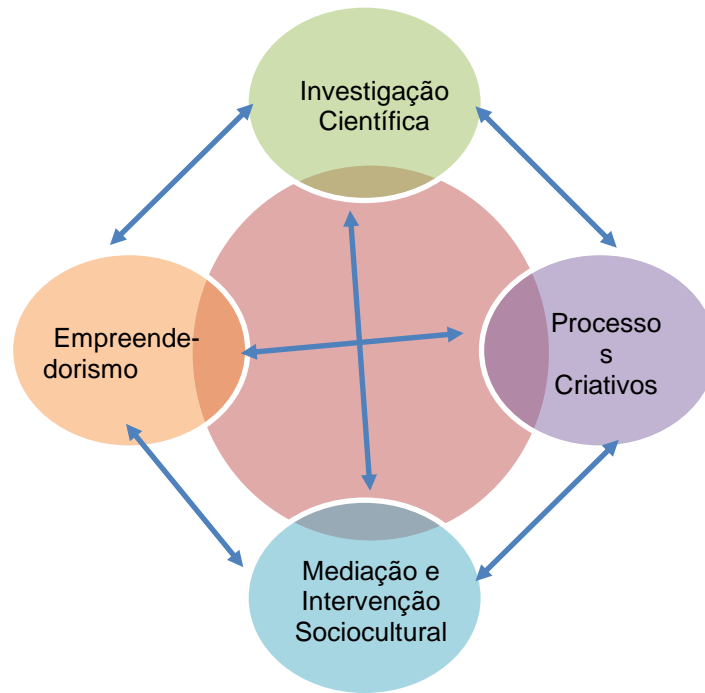 Investigação
Científica
Empreende-
dorismo
Processo
s
Criativos
Mediação e
Intervenção
Sociocultural